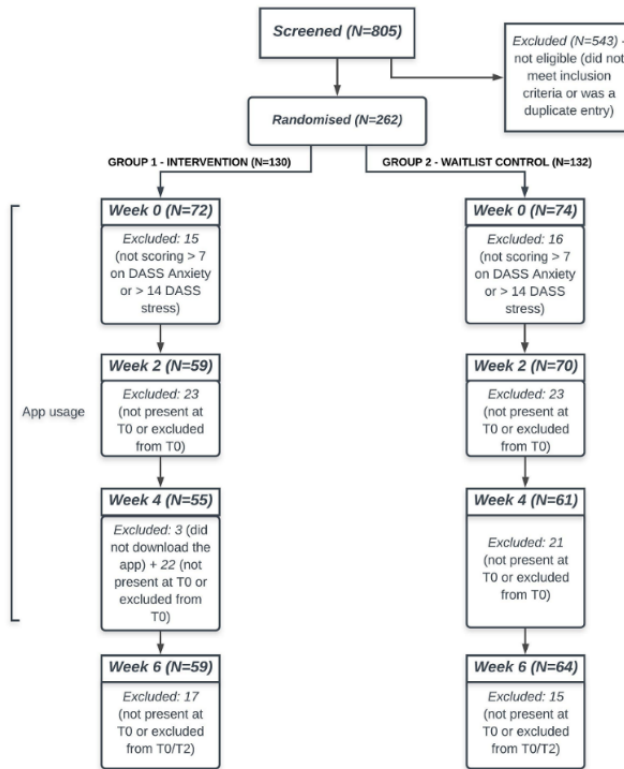 Screened (N=805)
Excluded (N=543) -
not eligible (did not
meet inclusion
criteria or was a
duplicate entry)
Randomised (N=262)
GROUP 1 - INTERVENTION (N=130)
GROUP 2 - WAITLIST CONTROL (N=132)
Week 0 (N=72)
Excluded: 15
(not scoring > 7
on DASS Anxiety
or > 14 DASS
stress)
Week 0 (N=74)
Excluded: 16
(not scoring > 7
on DASS Anxiety
or > 14 DASS
stress)
App usage
Week 2 (N=59)
Excluded: 23
(not present at
T0 or excluded
from T0)
Week 2 (N=70)
Excluded: 23
(not present at
T0 or excluded
from T0)
Week 4 (N=55)
Excluded: 3 (did
not download the
app) + 22 (not
present at T0 or
excluded from
T0)
Week 4 (N=61)
Excluded: 21
(not present at
T0 or excluded
from T0)
Week 6 (N=59)
Excluded: 17
(not present at
T0 or excluded
from T0/T2)
Week 6 (N=64)
Excluded: 15
(not present at
T0 or excluded
from T0/T2)